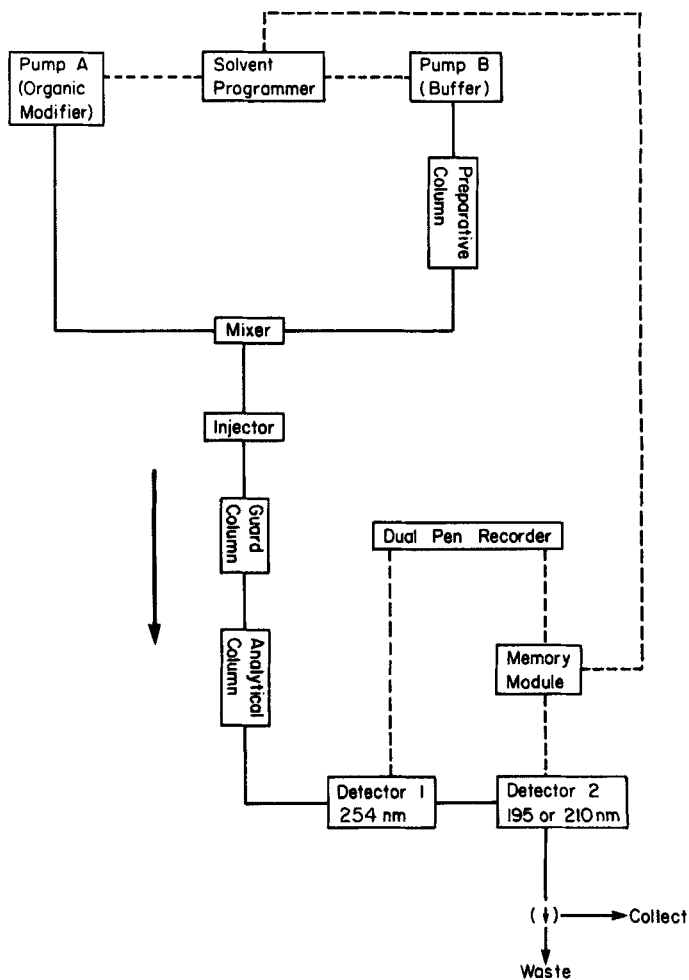 Pump A
(Organic
Modifier)
Solvent
Programmer
Pump B
(Buffer)
Preparative
Column
Mixer
Injector
Guard
Column
Dual Pen Recorder
Analytical
Column
Memory
Module
Detector 1
254 nm
Detector 2
195 or 210 nm
Collect
Waste